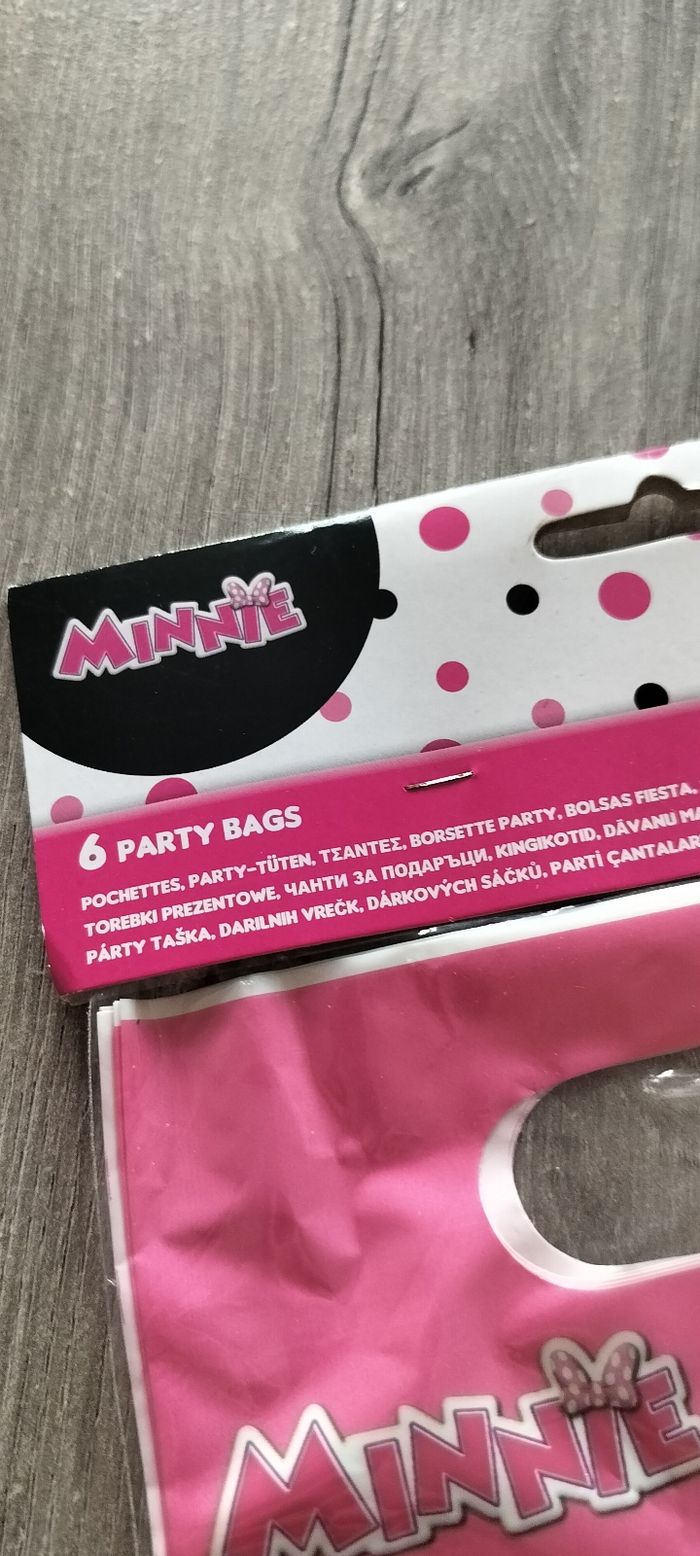 MINNIE
6 PARTY BAGS
POCHETTES, PARTY-TÜTEN, ΤΣΑΝΤΕΣ, BORSETTE PARTY, BOLSAS FIESTA,
TOREBKI PREZENTOWE, ЧАНТИ ЗА ПОДАРЪЦИ, KINGIKOTID, DĀVANU
PÁRTY TAŠKA, DARILNIH VREČK, DÁRKOVÝCH SÁČKŮ, PARTİ ÇANTALAR
MINNIE